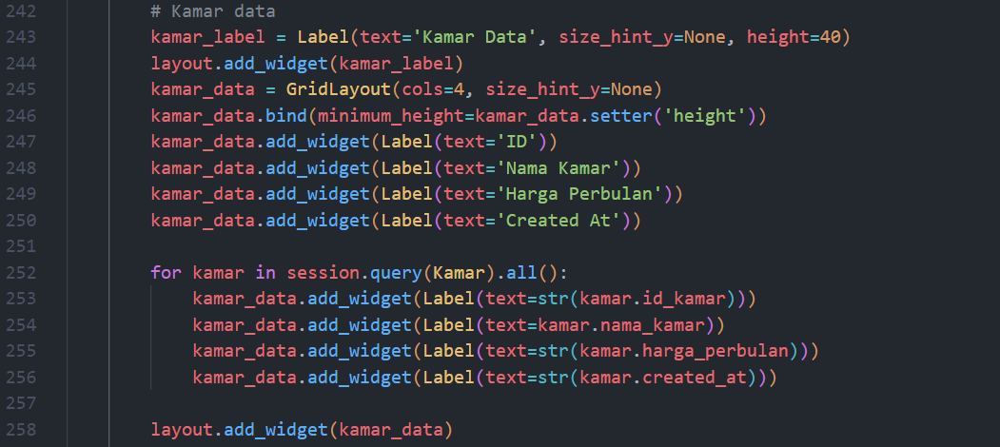 242 # Kamar data
243 kamar_label = Label(text='Kamar Data', size_hint_y=None, height=40)
244 layout.add_widget(kamar_label)
245 kamar_data = GridLayout(cols=4, size_hint_y=None)
246 kamar_data.bind(minimum_height=kamar_data.setter('height'))
247 kamar_data.add_widget(Label(text='ID'))
248 kamar_data.add_widget(Label(text='Nama Kamar'))
249 kamar_data.add_widget(Label(text='Harga Perbulan'))
250 kamar_data.add_widget(Label(text='Created At'))
251
252 for kamar in session.query(Kamar).all():
253 kamar_data.add_widget(Label(text=str(kamar.id_kamar)))
254 kamar_data.add_widget(Label(text=kamar.nama_kamar))
255 kamar_data.add_widget(Label(text=str(kamar.harga_perbulan)))
256 kamar_data.add_widget(Label(text=str(kamar.created_at)))
257
258 layout.add_widget(kamar_data)